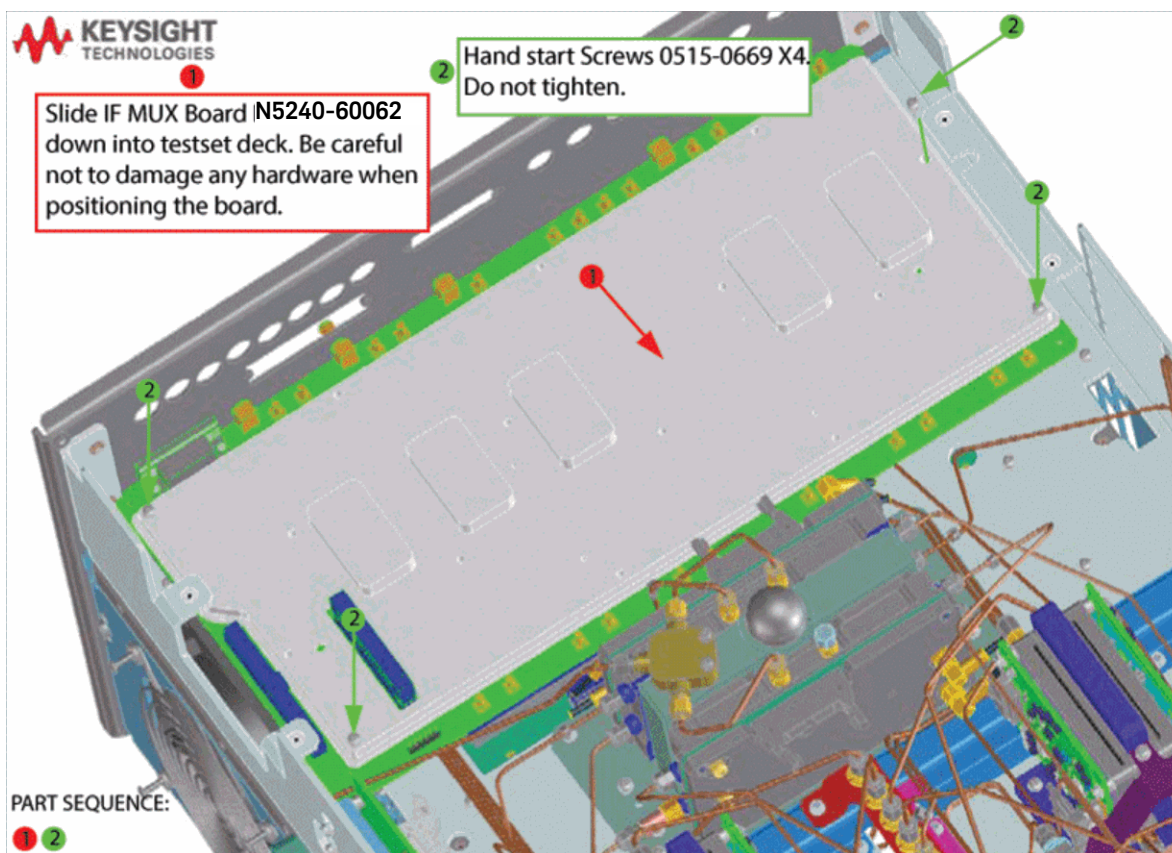 KEYSIGHT
TECHNOLOGIES
1
Slide IF MUX Board N5240-60062
down into testset deck. Be careful
not to damage any hardware when
positioning the board.
2
Hand start Screws 0515-0669 X4.
Do not tighten.
2
2
1
2
2
PART SEQUENCE:
1 2